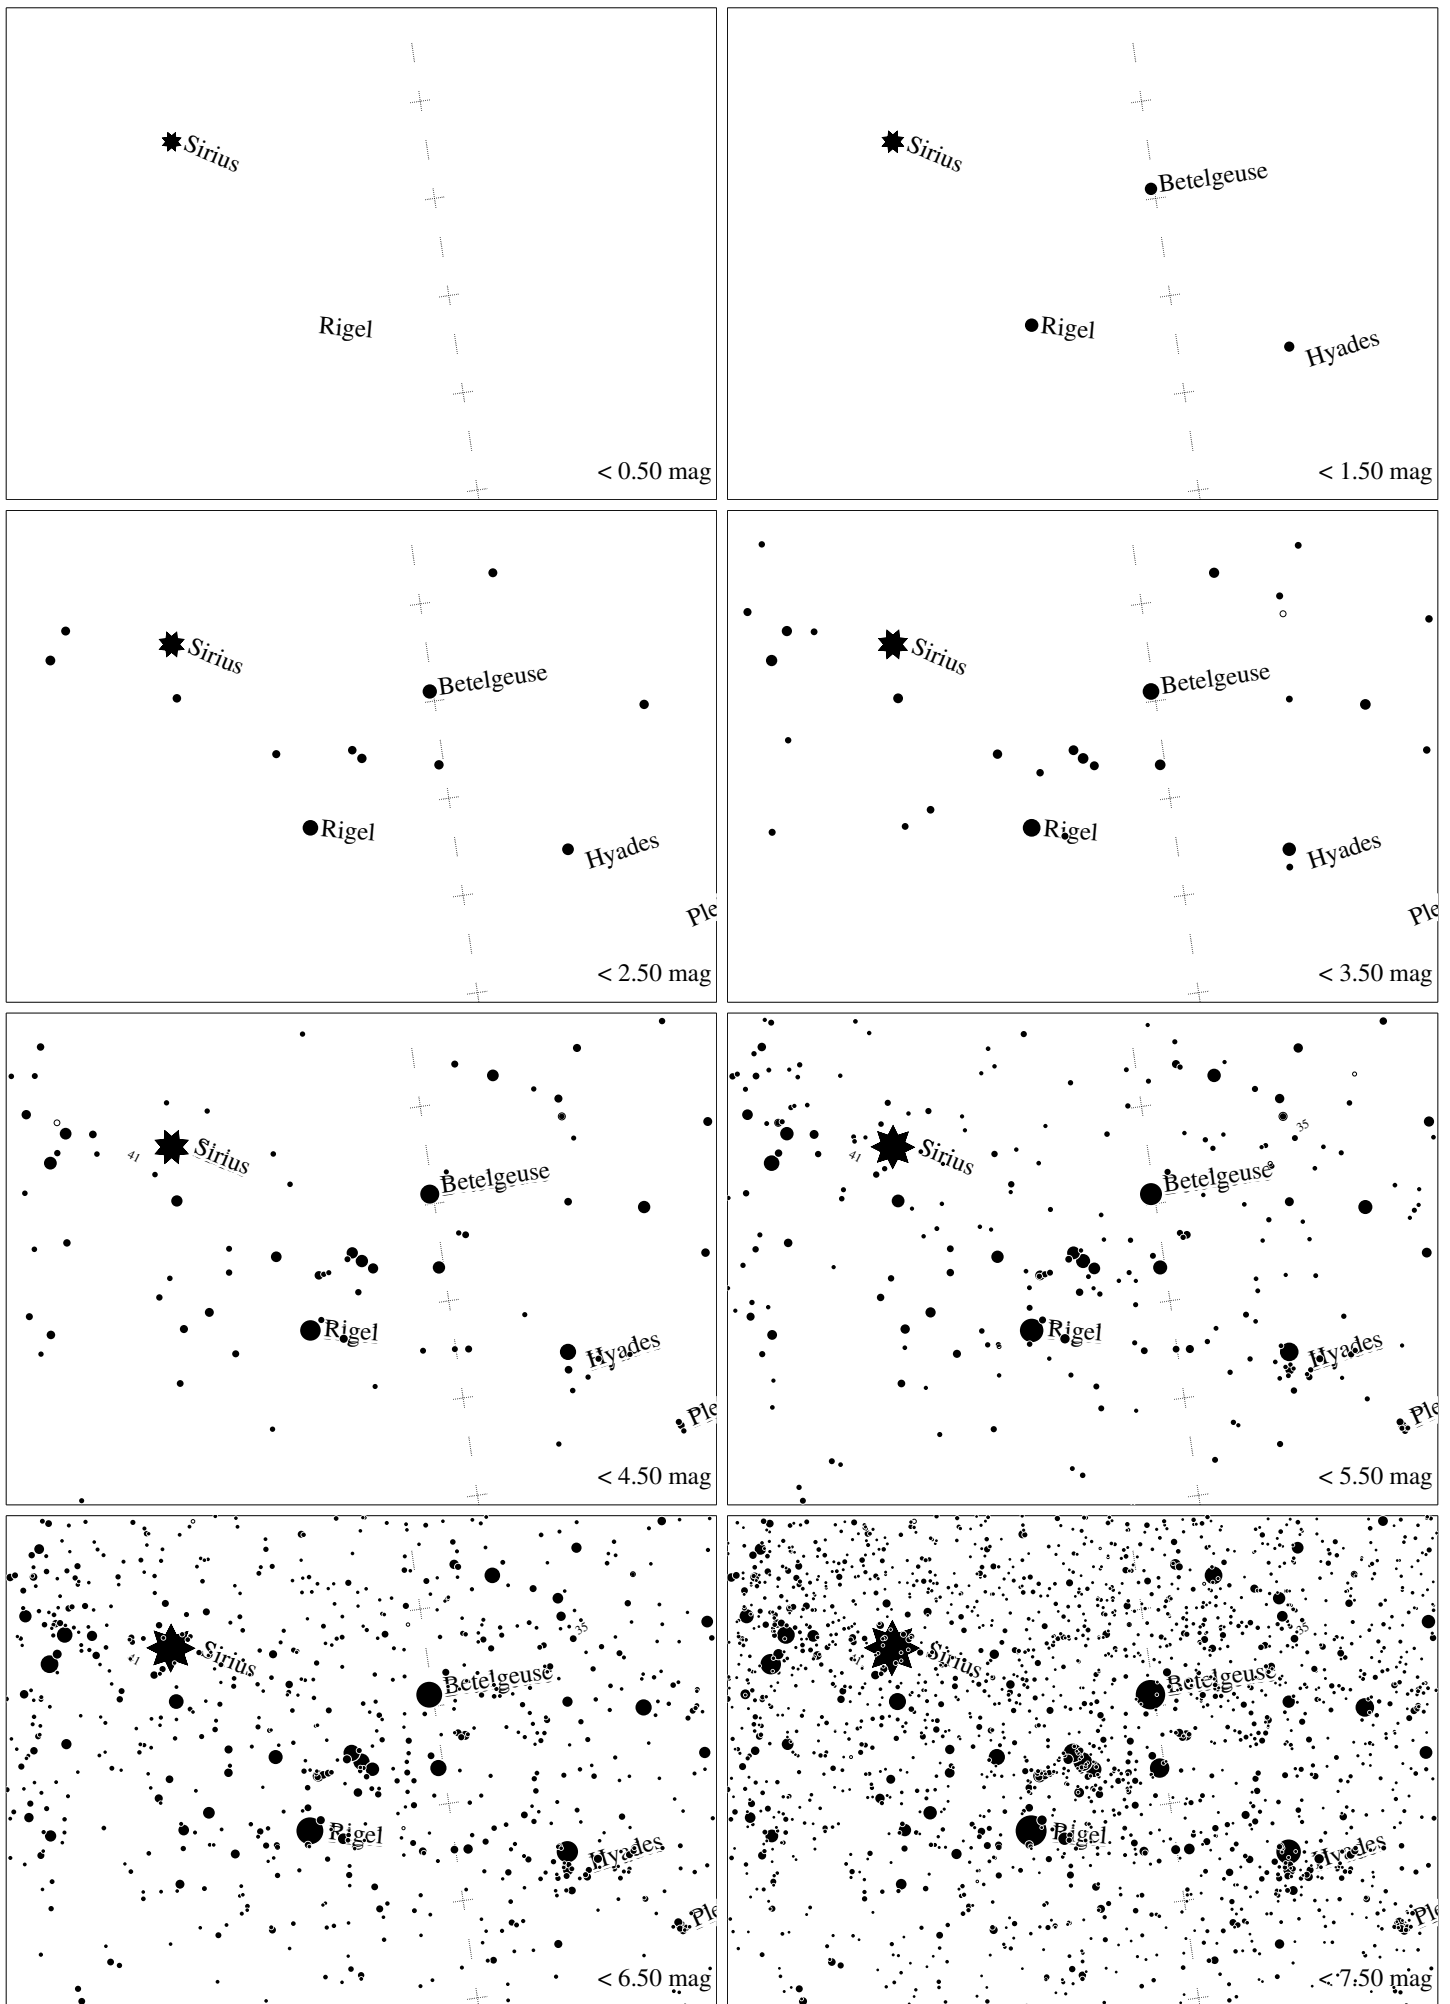 Sirius
Rigel
< 0.50 mag
Sirius
Betelgeuse
Rigel
Hyades
< 1.50 mag
Sirius
Betelgeuse
Rigel
Hyades
Ple
< 2.50 mag
Sirius
Betelgeuse
Rigel
Hyades
Ple
< 3.50 mag
41
Sirius
Betelgeuse
Rigel
Hyades
Ple
< 4.50 mag
35
41
Sirius
Betelgeuse
Rigel
Hyades
Ple
< 5.50 mag
35
41
Sirius
Betelgeuse
Rigel
Hyades
Ple
< 6.50 mag
35
41
Sirius
Betelgeuse
Rigel
Hyades
Ple
< 7.50 mag